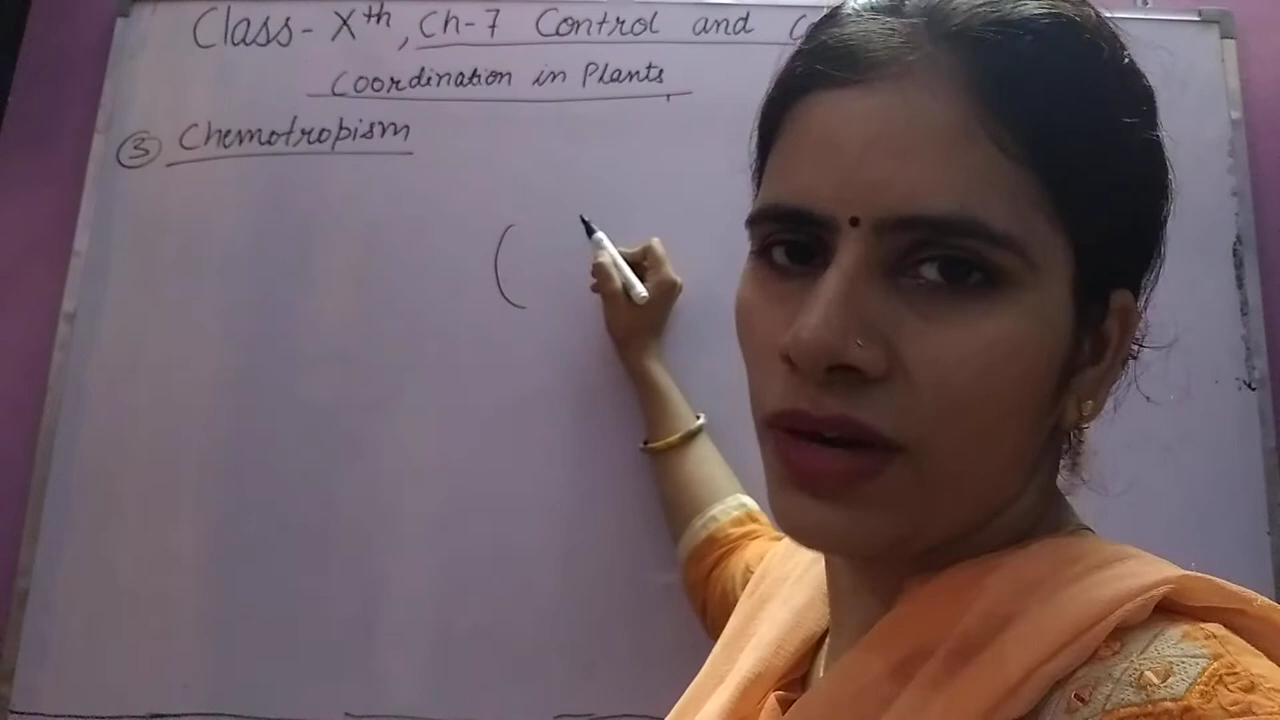 Class-Xth, Ch-7 Control and
Coordination in Plants
③ Chemotropism